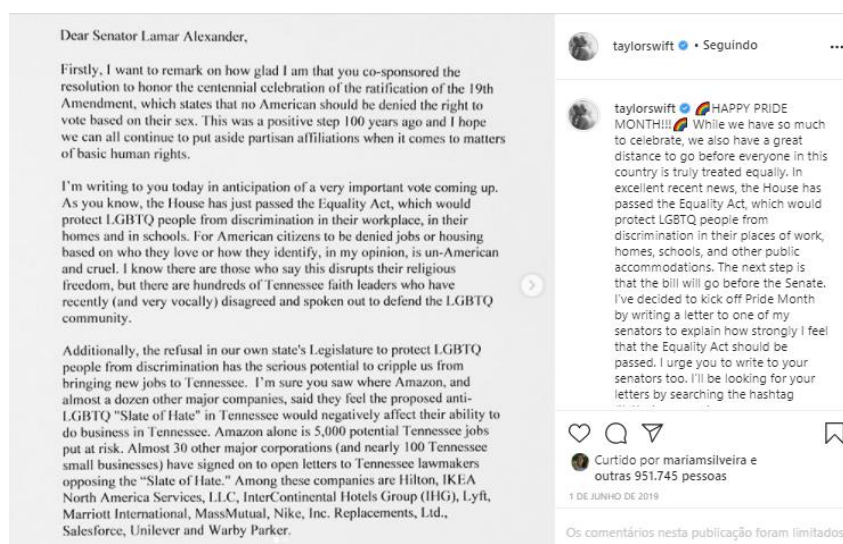 Dear Senator Lamar Alexander,
Firstly, I want to remark on how glad I am that you co-sponsored the
resolution to honor the centennial celebration of the ratification of the 19th
Amendment, which states that no American should be denied the right to
vote based on their sex. This was a positive step 100 years ago and I hope
we can all continue to put aside partisan affiliations when it comes to matters
of basic human rights.
I'm writing to you today in anticipation of a very important vote coming up.
As you know, the House has just passed the Equality Act, which would
protect LGBTQ people from discrimination in their workplace, in their
homes and in schools. For American citizens to be denied jobs or housing
based on who they love or how they identify, in my opinion, is un-American
and cruel. I know there are those who say this disrupts their religious
freedom, but there are hundreds of Tennessee faith leaders who have
recently (and very vocally) disagreed and spoken out to defend the LGBTQ
community.
Additionally, the refusal in our own state's Legislature to protect LGBTQ
people from discrimination has the serious potential to cripple us from
bringing new jobs to Tennessee. I'm sure you saw where Amazon, and
almost a dozen other major companies, said they feel the proposed anti-
LGBTQ "Slate of Hate" in Tennessee would negatively affect their ability to
do business in Tennessee. Amazon alone is 5,000 potential Tennessee jobs
put at risk. Almost 30 other major corporations (and nearly 100 Tennessee
small businesses) have signed on to open letters to Tennessee lawmakers
opposing the “Slate of Hate.” Among these companies are Hilton, IKEA
North America Services, LLC, InterContinental Hotels Group (IHG), Lyft,
Marriott International, MassMutual, Nike, Inc. Replacements, Ltd.,
Salesforce, Unilever and Warby Parker.
taylorswift • Seguindo
taylorswift 🌈HAPPY PRIDE
MONTH!!!🌈 While we have so much
to celebrate, we also have a great
distance to go before everyone in this
country is truly treated equally. In
excellent recent news, the House has
passed the Equality Act, which would
protect LGBTQ people from
discrimination in their places of work,
homes, schools, and other public
accommodations. The next step is
that the bill will go before the Senate.
I've decided to kick off Pride Month
by writing a letter to one of my
senators to explain how strongly I feel
that the Equality Act should be
passed. I urge you to write to your
senators too. I'll be looking for your
letters by searching the hashtag
Curtido por mariamsilveira e
outras 951.745 pessoas
1 DE JUNHO DE 2019
Os comentários nesta publicação foram limitados